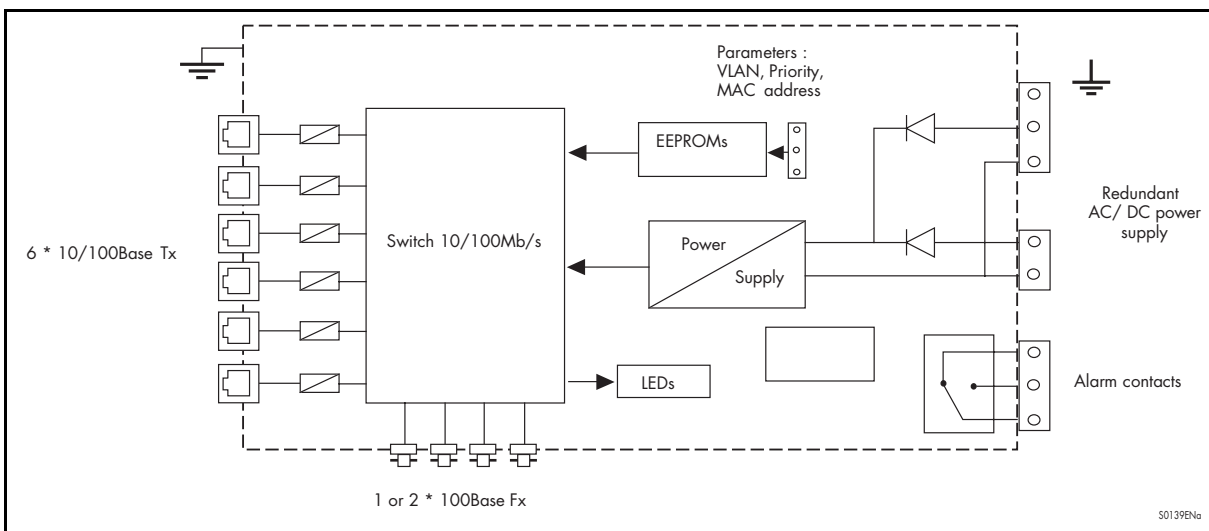 Parameters :
VLAN, Priority,
MAC address
EEPROMs
6 * 10/100Base Tx
Switch 10/100Mb/s
Power
Supply
Redundant
AC/ DC power
supply
LEDs
Alarm contacts
1 or 2 * 100Base Fx
S0139ENa